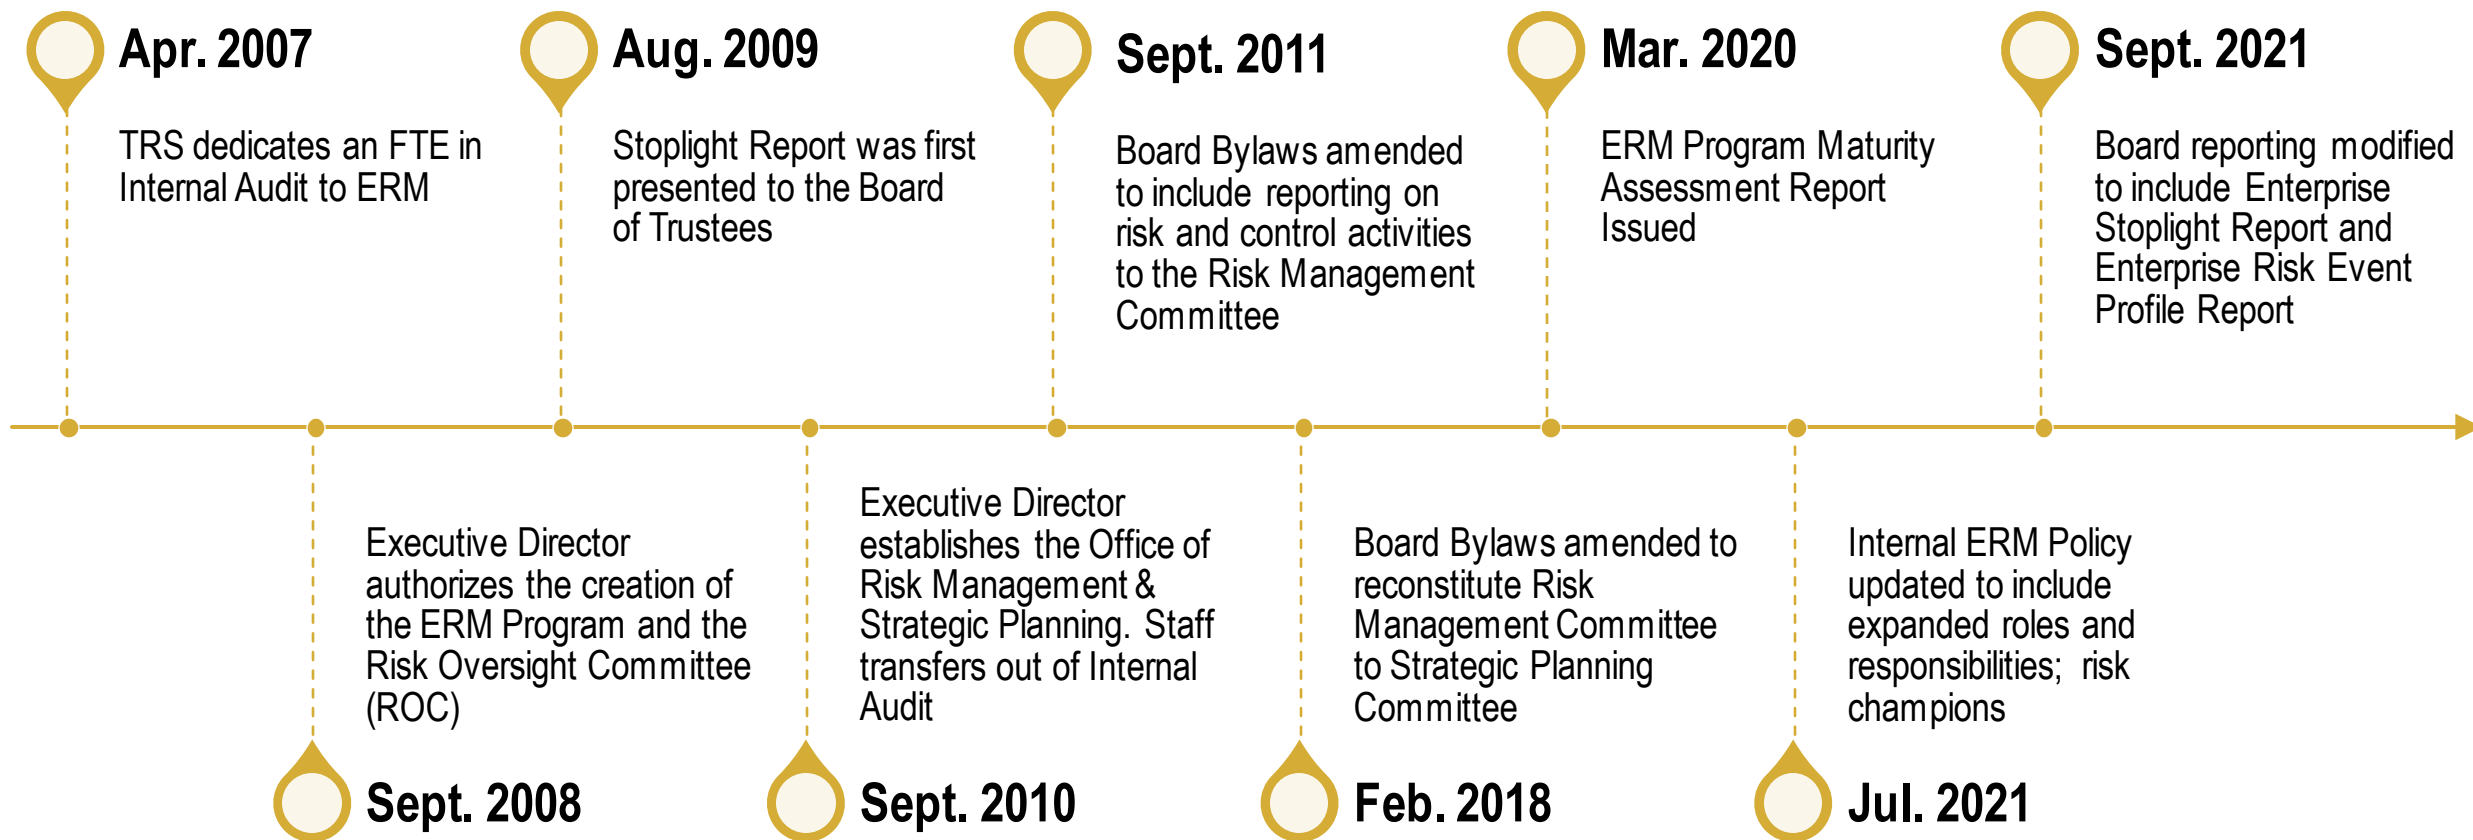 Apr. 2007
TRS dedicates an FTE in
Internal Audit to ERM
Aug. 2009
Stoplight Report was first
presented to the Board
of Trustees
Sept. 2011
Board Bylaws amended
to include reporting on
risk and control activities
to the Risk Management
Committee
Mar. 2020
ERM Program Maturity
Assessment Report
Issued
Sept. 2021
Board reporting modified
to include Enterprise
Stoplight Report and
Enterprise Risk Event
Profile Report
Executive Director
authorizes the creation of
the ERM Program and the
Risk Oversight Committee
(ROC)
Sept. 2008
Executive Director
establishes the Office of
Risk Management &
Strategic Planning. Staff
transfers out of Internal
Audit
Sept. 2010
Board Bylaws amended to
reconstitute Risk
Management Committee
to Strategic Planning
Committee
Feb. 2018
Internal ERM Policy
updated to include
expanded roles and
responsibilities; risk
champions
Jul. 2021